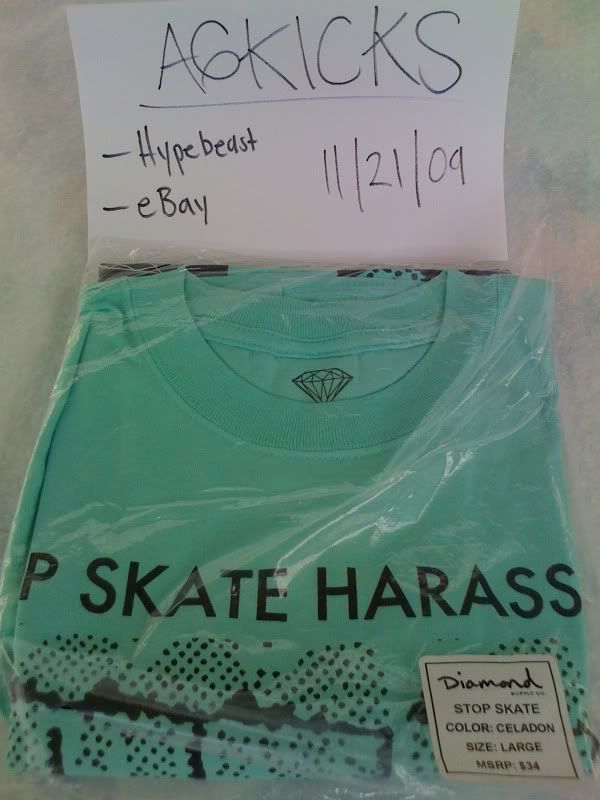 AGKICKS
- Hypebeast
- eBay
11/21/09
P SKATE HARASS
Diamond
SUPPLY CO.
STOP SKATE
COLOR: CELADON
SIZE: LARGE
MSRP: $34